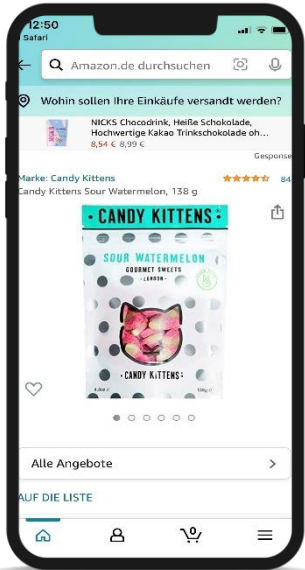 12:50
Safari
Amazon.de durchsuchen
Wohin sollen Ihre Einkäufe versandt werden?
NICKS Chocodrink, Heiße Schokolade,
Hochwertige Kakao Trinkschokolade oh...
8,54 € 8,99 €
Gesponse
Marke: Candy Kittens
84
Candy Kittens Sour Watermelon, 138 g
• CANDY KITTENS
SOUR WATERMELON
GOURMET SWEETS
- LONDON -
• CANDY KITTENS
Alle Angebote
AUF DIE LISTE
0